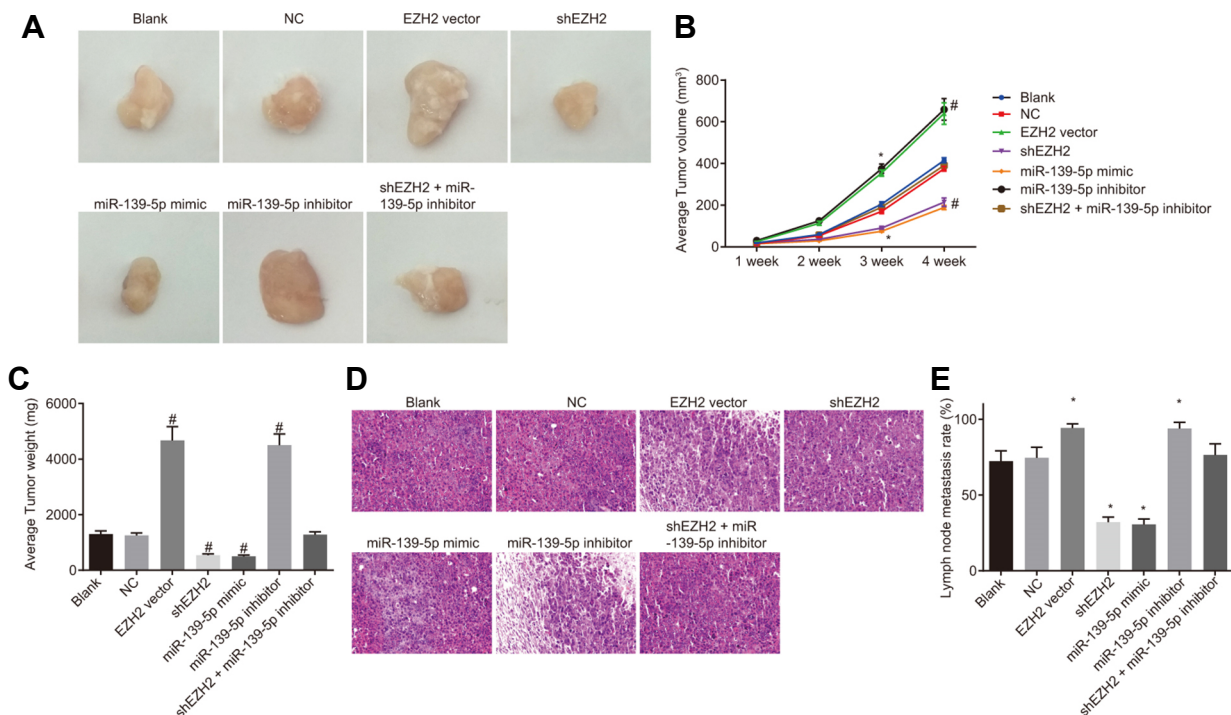 A
Blank
NC
EZH2 vector
shEZH2
miR-139-5p mimic
miR-139-5p inhibitor
shEZH2 + miR-
139-5p inhibitor
B
Average Tumor volume (mm³)
800
600
400
200
0
1 week
2 week
3 week
4 week
*
*
#
#
Blank
NC
EZH2 vector
shEZH2
miR-139-5p mimic
miR-139-5p inhibitor
shEZH2 + miR-139-5p inhibitor
C
Average Tumor weight (mg)
6000
4000
2000
0
#
#
#
#
Blank
NC
EZH2 vector
shEZH2
miR-139-5p mimic
miR-139-5p inhibitor
shEZH2 + miR-139-5p inhibitor
D
Blank
NC
EZH2 vector
shEZH2
miR-139-5p mimic
miR-139-5p inhibitor
shEZH2 + miR
-139-5p inhibitor
E
Lymph node metastasis rate (%)
100
50
0
*
*
*
*
Blank
NC
EZH2 vector
shEZH2
miR-139-5p mimic
miR-139-5p inhibitor
shEZH2 + miR-139-5p inhibitor